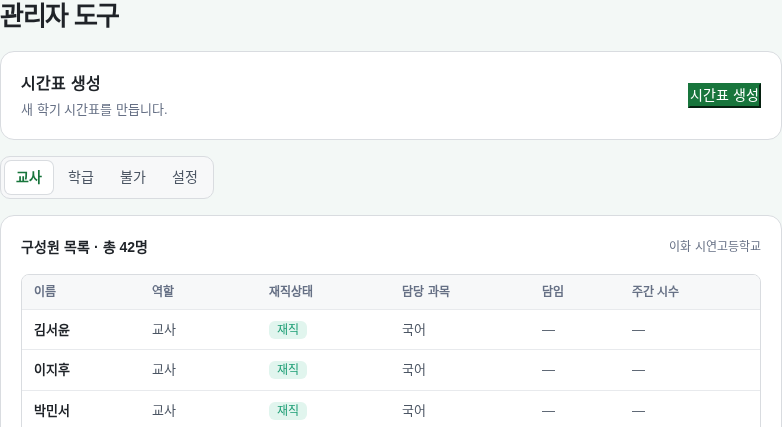 관리자 도구
시간표 생성
새 학기 시간표를 만듭니다.
시간표 생성
교사 학급 불가 설정
구성원 목록 · 총 42명
이화 시연고등학교
이름 역할 재직상태 담당 과목 담임 주간 시수
김서윤 교사 재직 국어 — —
이지후 교사 재직 국어 — —
박민서 교사 재직 국어 — —